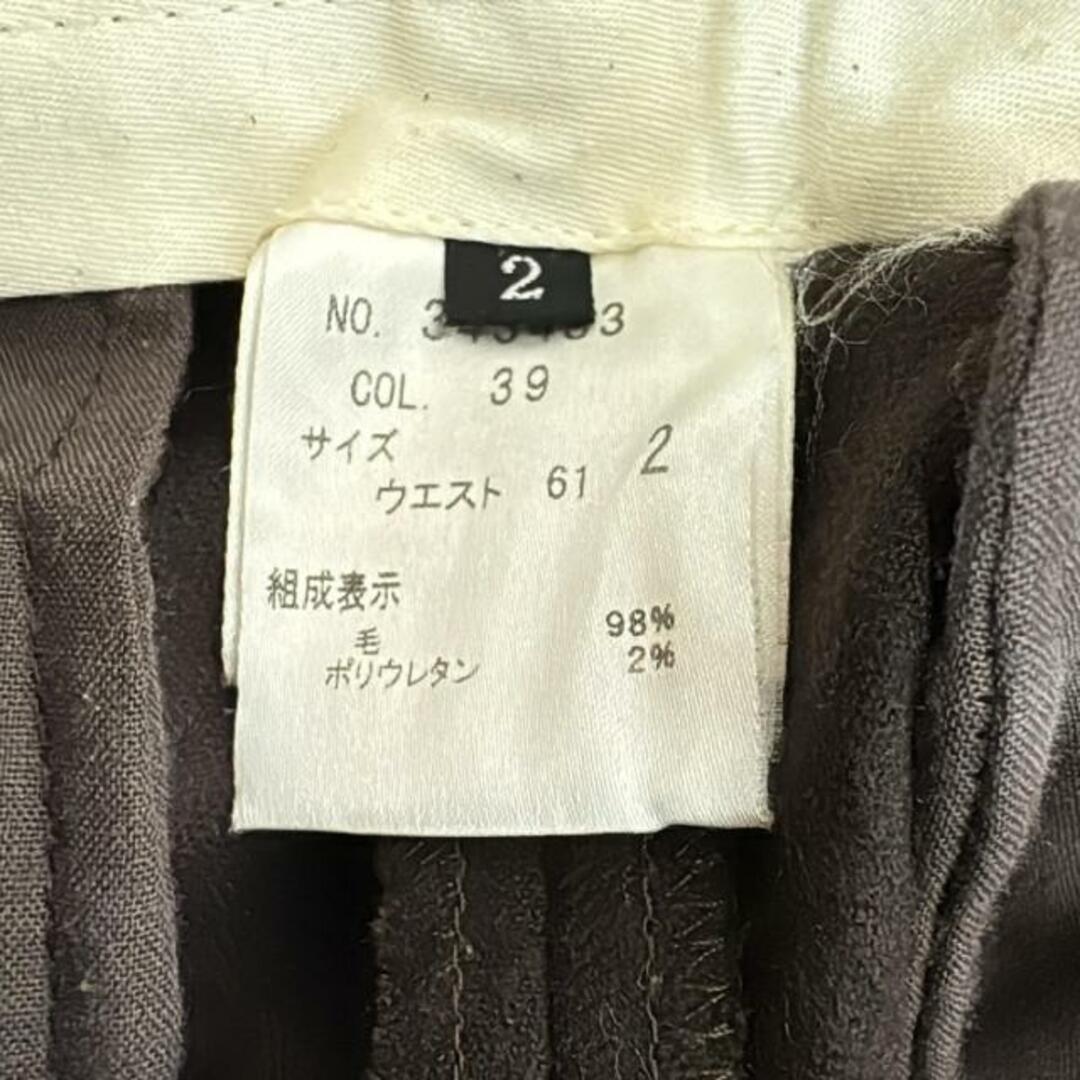 2
NO.
COL. 39
サイズ 2
ウエスト 61
組成表示
毛 98%
ポリウレタン 2%